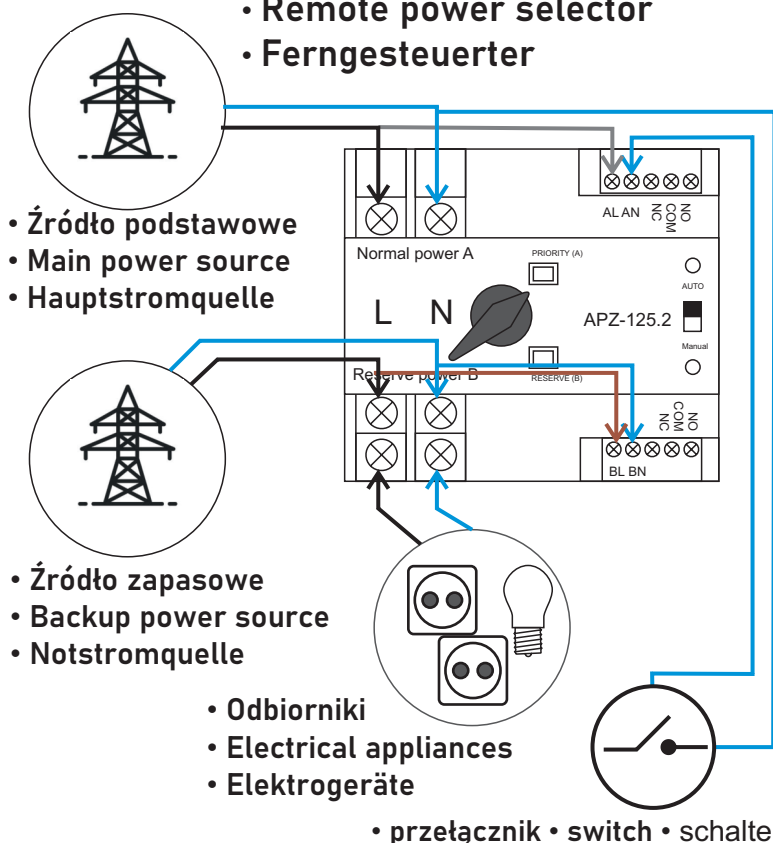 • Remote power selector
• Ferngesteuerter
• Źródło podstawowe
• Main power source
• Hauptstromquelle
AL AN
NC
COM
NO
Normal power A
PRIORITY (A)
AUTO
L N
APZ-125.2
Manual
Reserve power B
RESERVE (B)
NC
COM
NO
BL BN
• Źródło zapasowe
• Backup power source
• Notstromquelle
• Odbiorniki
• Electrical appliances
• Elektrogeräte
• przełącznik • switch • schalte